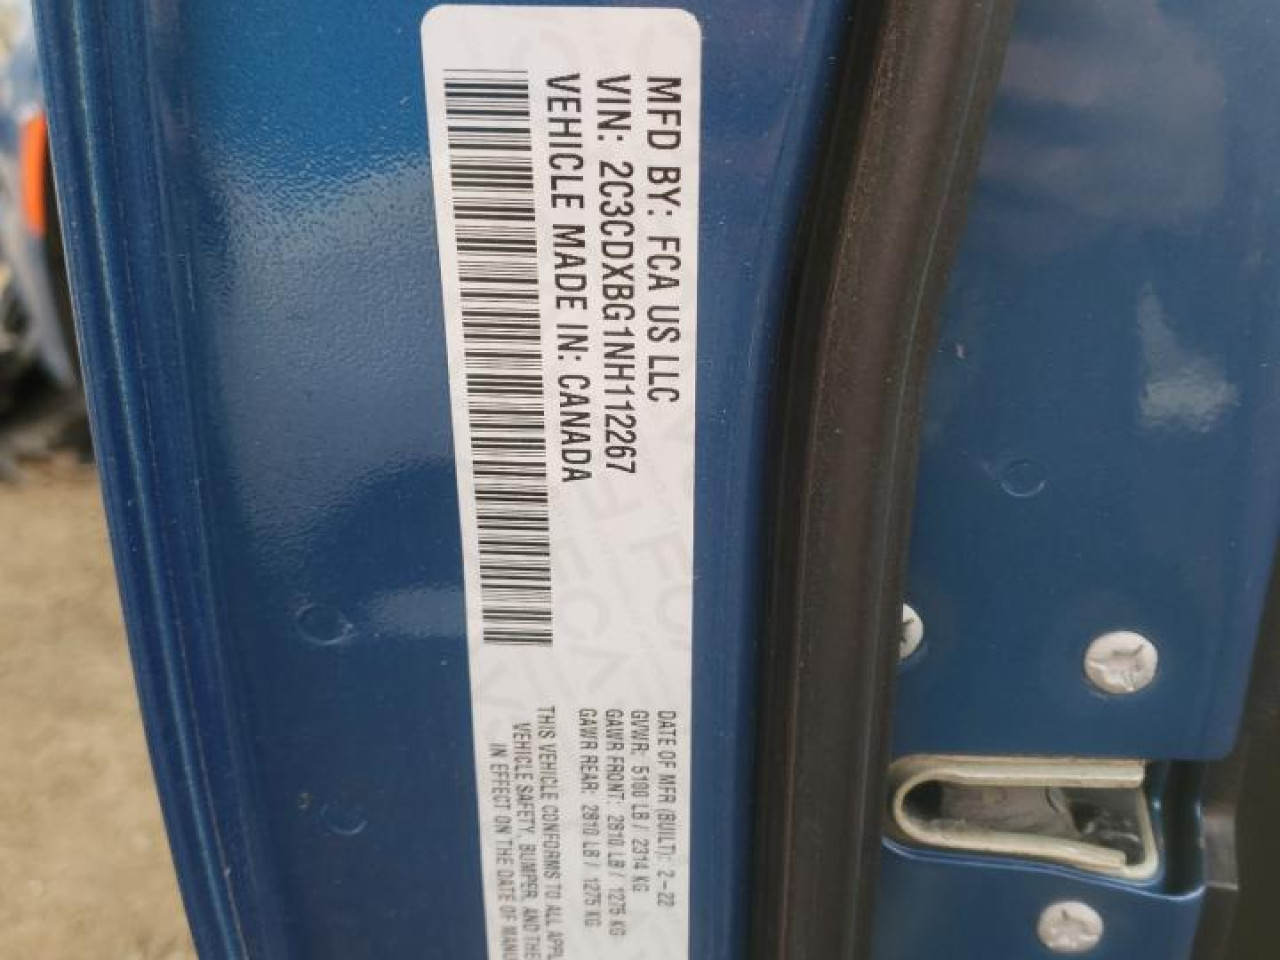 MFD BY: FCA US LLC
VIN: 2C3CDXBG1NH112267
VEHICLE MADE IN: CANADA
DATE OF MFR (BUILT): 2-22
GVWR: 5100 LB / 2314 KG
GAWR FRONT: 2810 LB / 1275 KG
GAWR REAR: 2810 LB / 1275 KG
THIS VEHICLE CONFORMS TO ALL APPL
VEHICLE SAFETY, BUMPER, AND THE
IN EFFECT ON THE DATE OF MANU